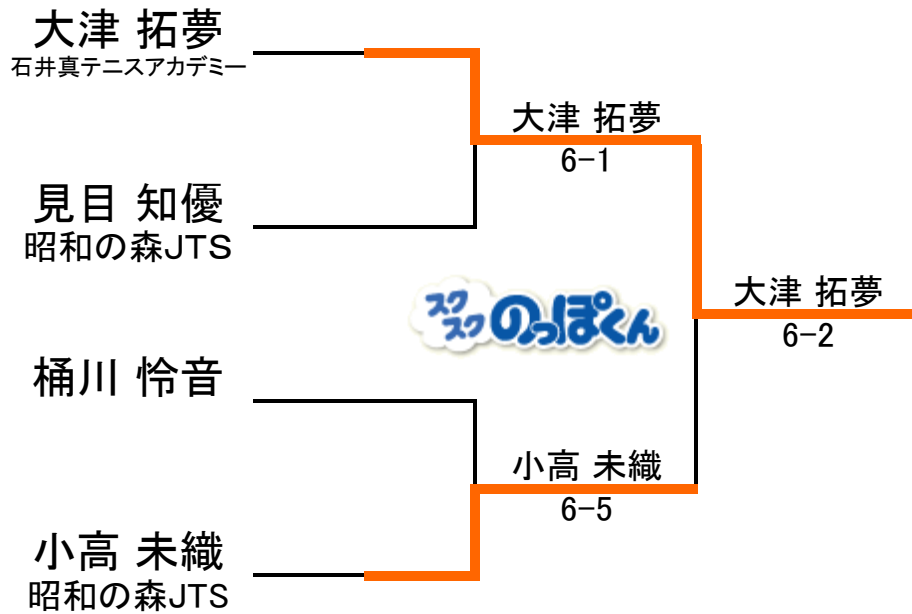 大津 拓夢
石井真テニスアカデミー
大津 拓夢
6-1
見目 知優
昭和の森JTS
スク
スク
のっぽくん
大津 拓夢
6-2
桶川 怜音
小高 未織
6-5
小高 未織
昭和の森JTS